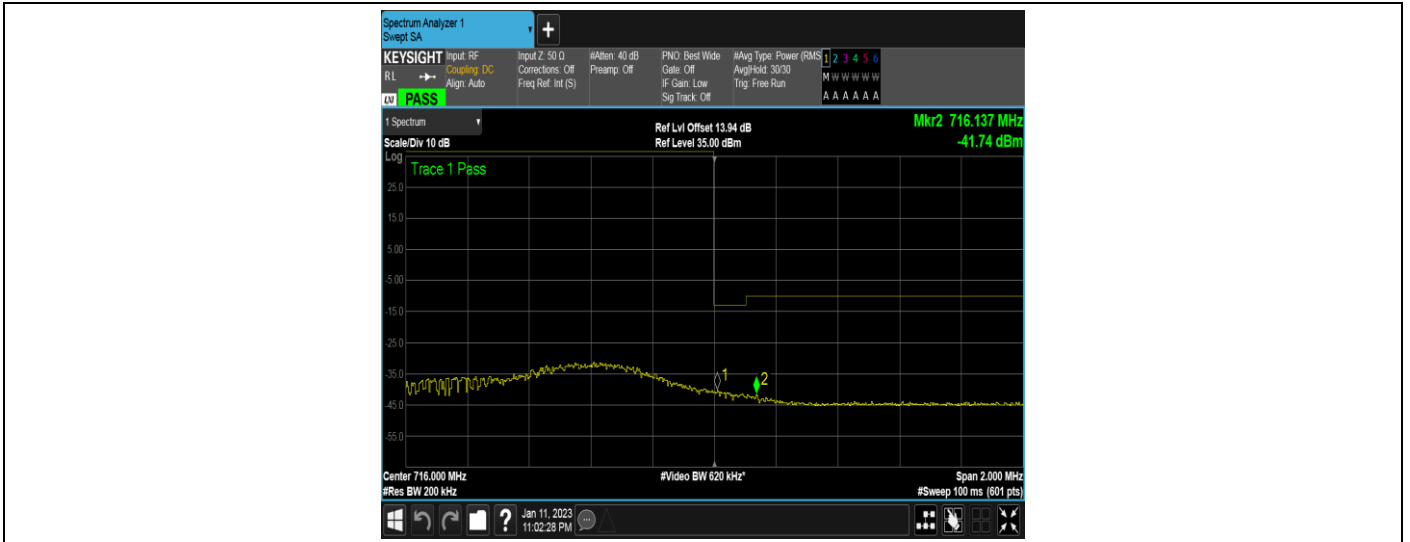 Spectrum Analyzer 1
Swept SA
+
KEYSIGHT
RL
LXI PASS
Input: RF
Coupling: DC
Align: Auto
Input Z: 50 Ω
Corrections: Off
Freq Ref: Int (S)
#Atten: 40 dB
Preamp: Off
PNO: Best Wide
Gate: Off
IF Gain: Low
Sig Track: Off
#Avg Type: Power (RMS
Avg|Hold: 30/30
Trig: Free Run
1 2 3 4 5 6
M W W W W W
A A A A A A
1 Spectrum
Scale/Div 10 dB
Ref Lvl Offset 13.94 dB
Ref Level 35.00 dBm
Mkr2 716.137 MHz
-41.74 dBm
Log
Trace 1 Pass
25.0
15.0
5.00
-5.00
-15.0
-25.0
-35.0
-45.0
-55.0
1
2
Center 716.000 MHz
#Res BW 200 kHz
#Video BW 620 kHz*
Span 2.000 MHz
#Sweep 100 ms (601 pts)
?
Jan 11, 2023
11:02:28 PM